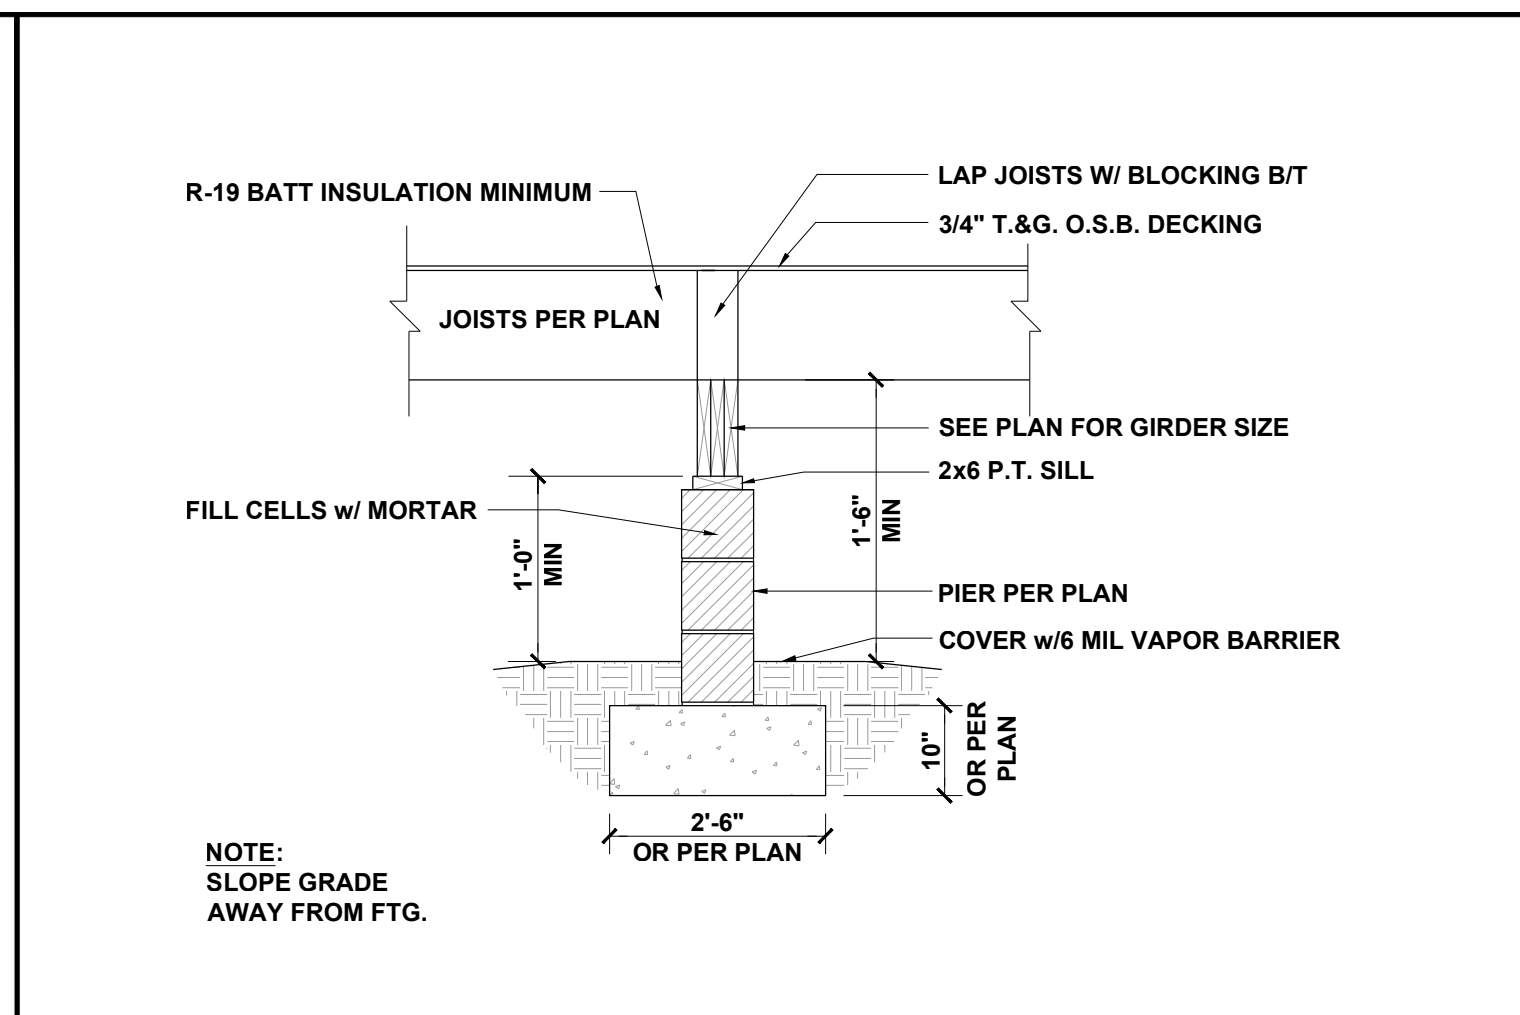 R-19 BATT INSULATION MINIMUM
LAP JOISTS W/ BLOCKING B/T
3/4" T.&G. O.S.B. DECKING
JOISTS PER PLAN
SEE PLAN FOR GIRDER SIZE
2x6 P.T. SILL
FILL CELLS w/ MORTAR
1'-0"
MIN
1'-6"
MIN
PIER PER PLAN
COVER w/6 MIL VAPOR BARRIER
10"
OR PER
PLAN
2'-6"
OR PER PLAN
NOTE:
SLOPE GRADE
AWAY FROM FTG.